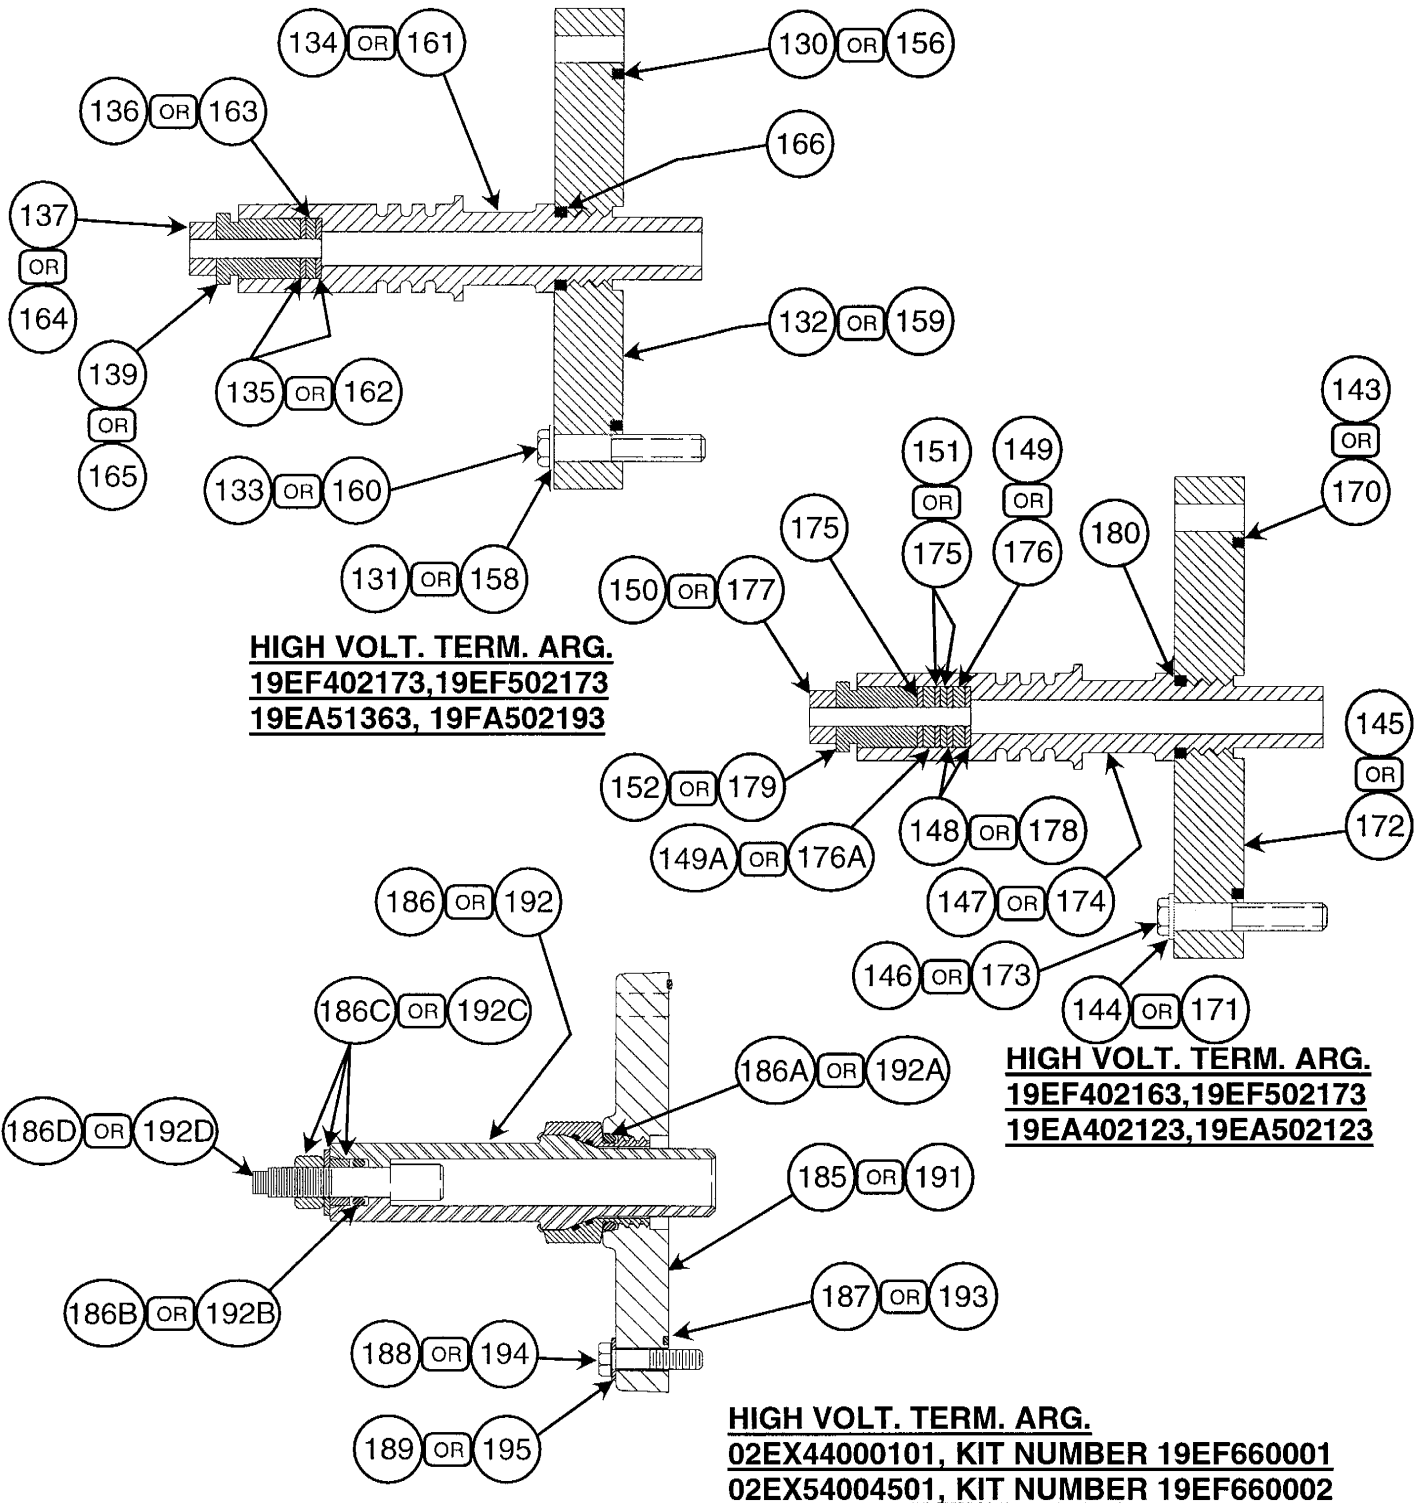 134 OR 161
130 OR 156
136 OR 163
166
137 OR 164
132 OR 159
139 OR 165
135 OR 162
133 OR 160
131 OR 158
HIGH VOLT. TERM. ARG.
19EF402173,19EF502173
19EA51363, 19FA502193
143 OR 170
151 OR 175
149 OR 176
175
180
150 OR 177
145 OR 172
152 OR 179
148 OR 178
149A OR 176A
147 OR 174
146 OR 173
144 OR 171
HIGH VOLT. TERM. ARG.
19EF402163,19EF502173
19EA402123,19EA502123
186 OR 192
186C OR 192C
186A OR 192A
186D OR 192D
185 OR 191
186B OR 192B
187 OR 193
188 OR 194
189 OR 195
HIGH VOLT. TERM. ARG.
02EX44000101, KIT NUMBER 19EF660001
02EX54004501, KIT NUMBER 19EF660002